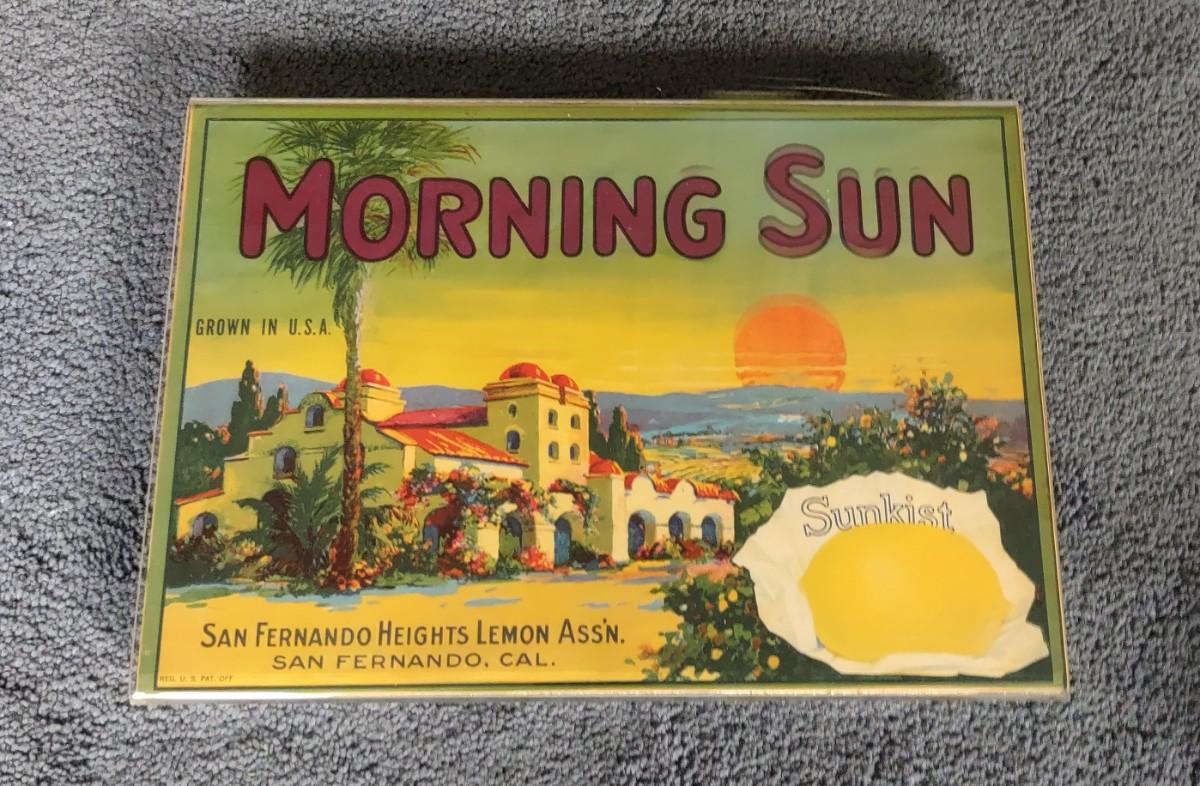 MORNING SUN
GROWN IN U.S.A.
Sunkist
SAN FERNANDO HEIGHTS LEMON ASS'N.
SAN FERNANDO, CAL.
REG. U. S. PAT. OFF